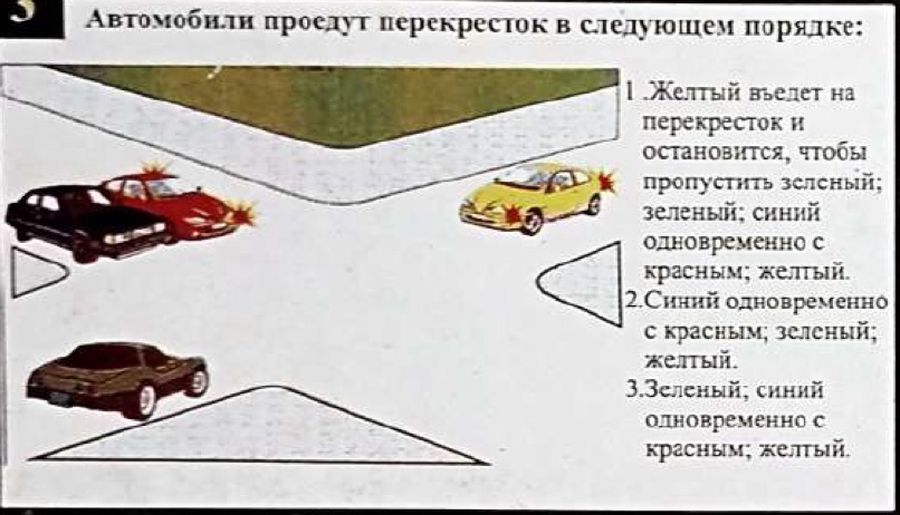 Автомобили проедут перекресток в следующем порядке:
1 .Желтый въедет на
перекресток и
остановится, чтобы
пропустить зеленый;
зеленый; синий
одновременно с
красным; желтый.
2.Синий одновременно
с красным; зеленый;
желтый.
3.Зеленый; синий
одновременно с
красным; желтый.